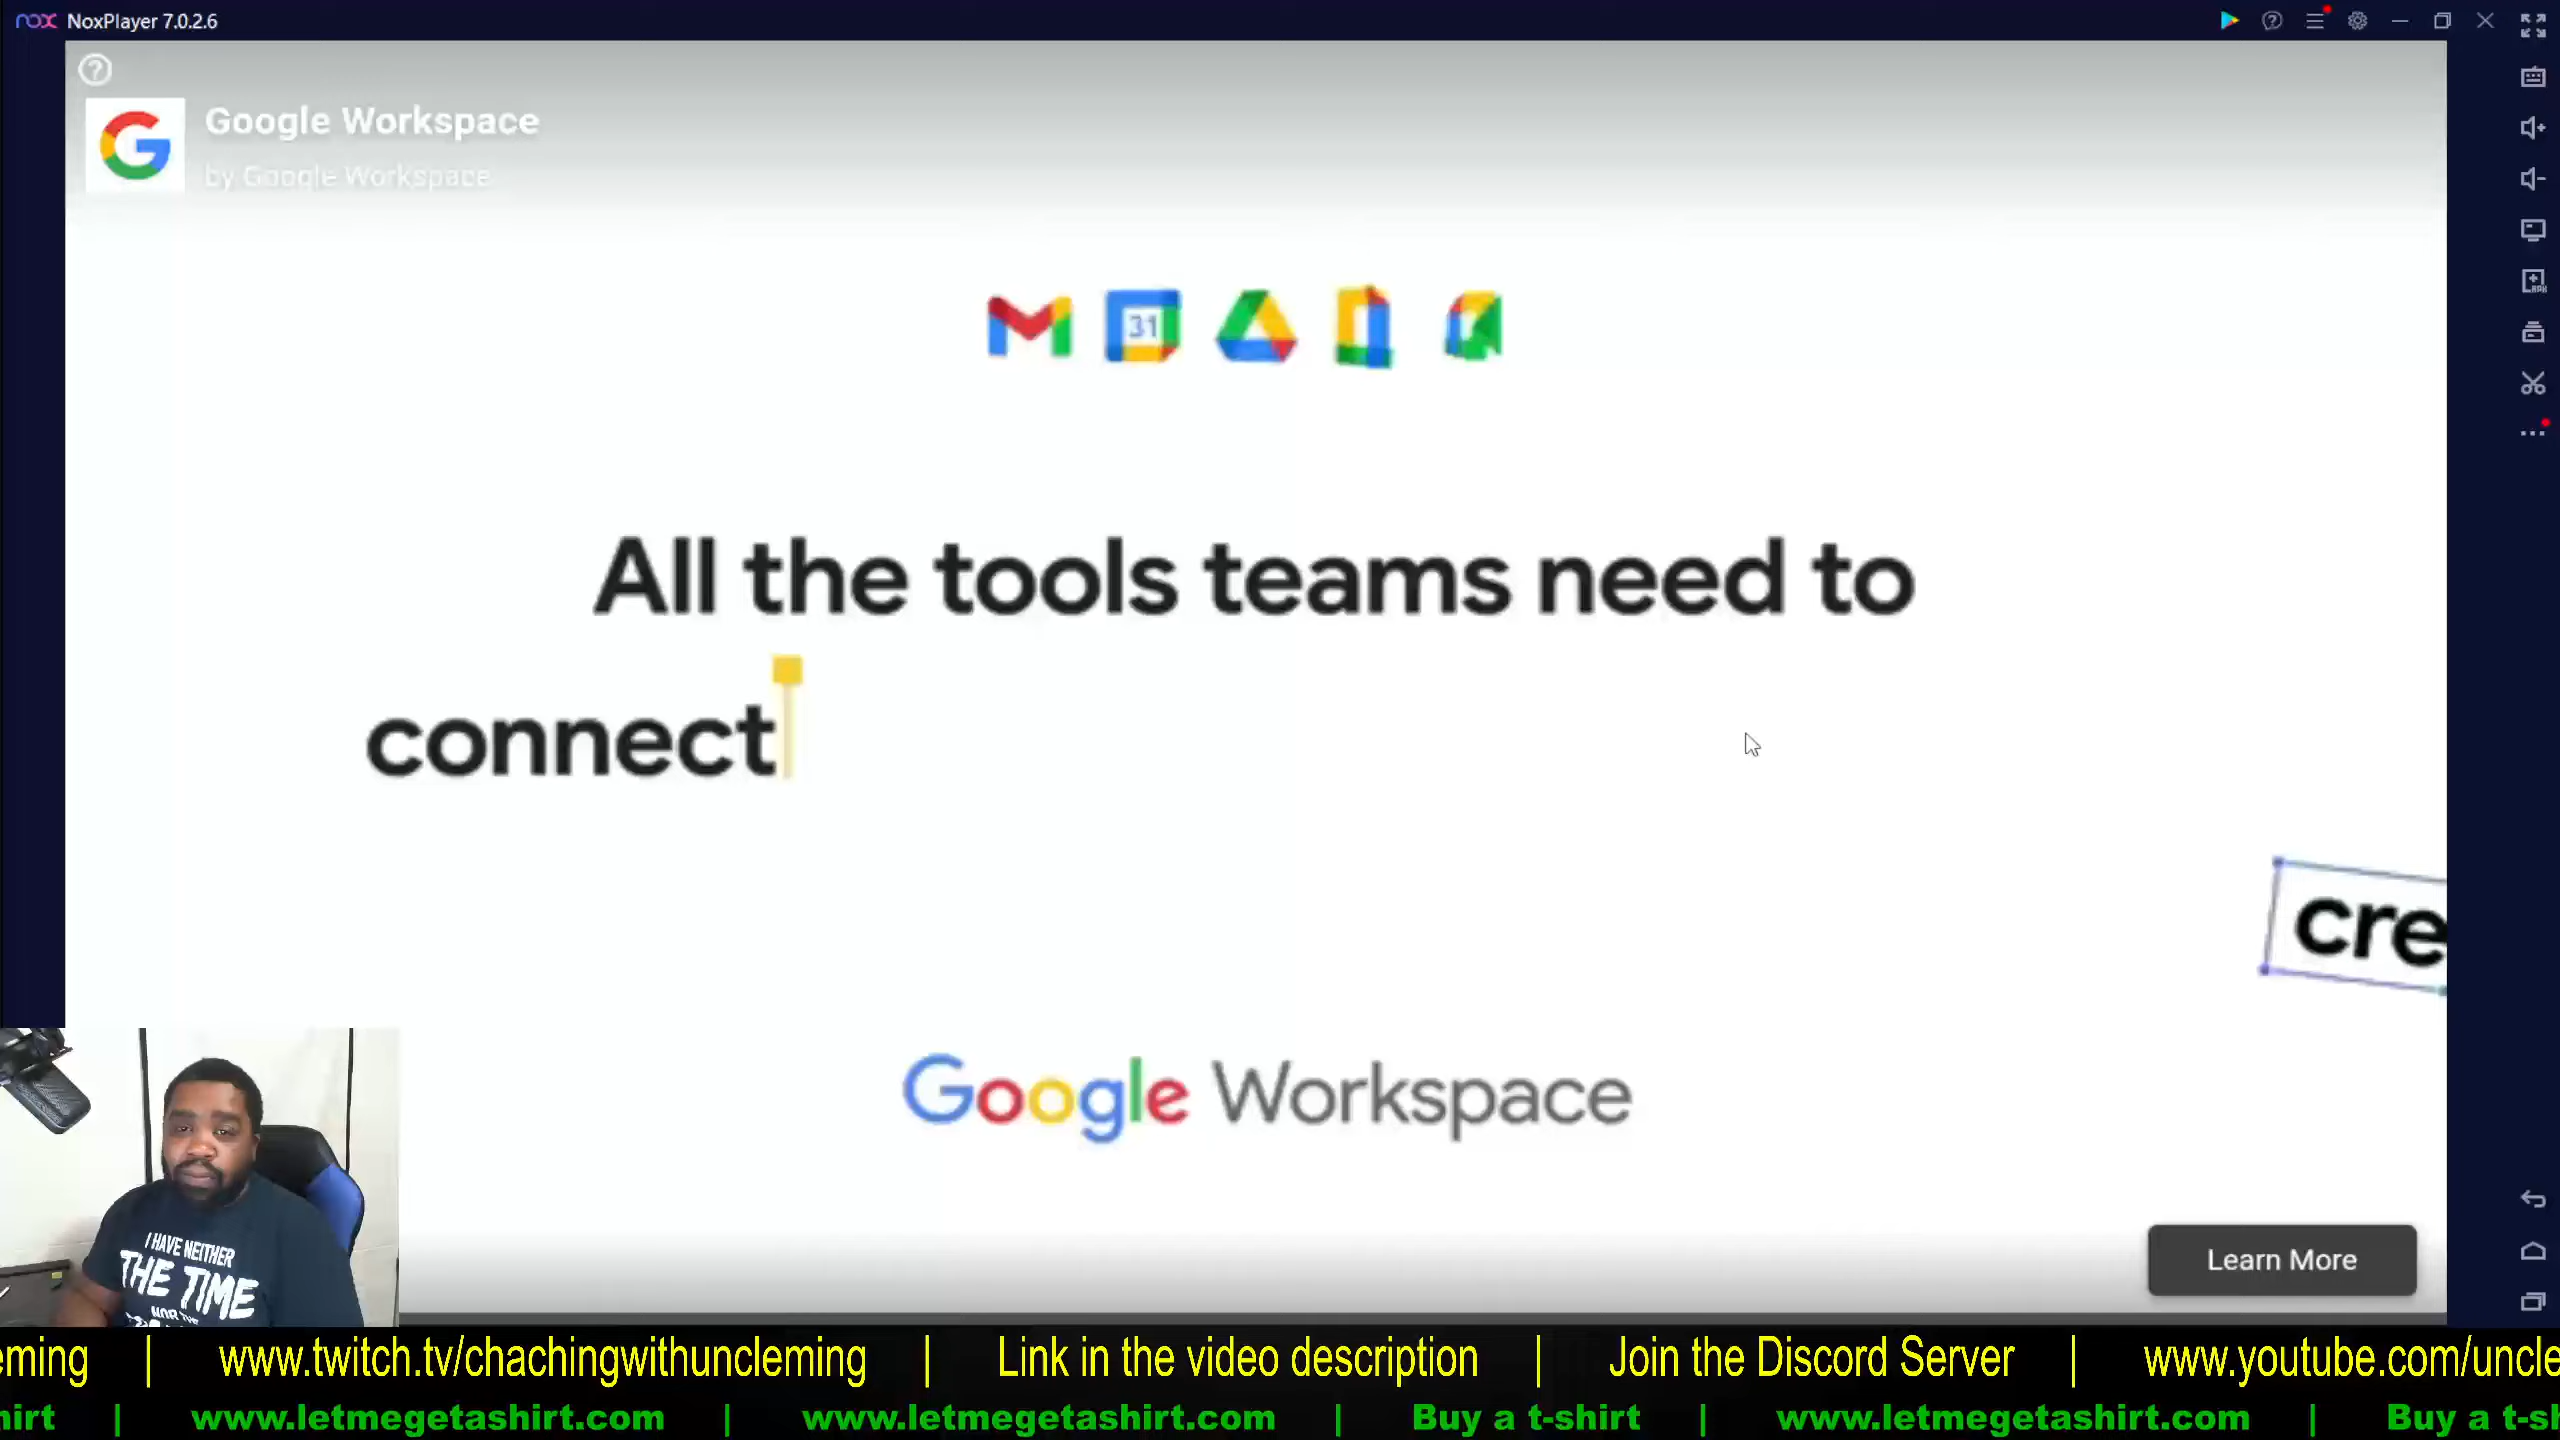 nox NoxPlayer 7.0.2.6
Google Workspace
by Google Workspace
31
All the tools teams need to
connect
cre
Google Workspace
Learn More
I HAVE NEITHER
THE TIME
NOR THE
eming | www.twitch.tv/chachingwithuncleming | Link in the video description | Join the Discord Server | www.youtube.com/uncle
hirt | www.letmegetashirt.com | www.letmegetashirt.com | Buy a t-shirt | www.letmegetashirt.com | Buy a t-sh